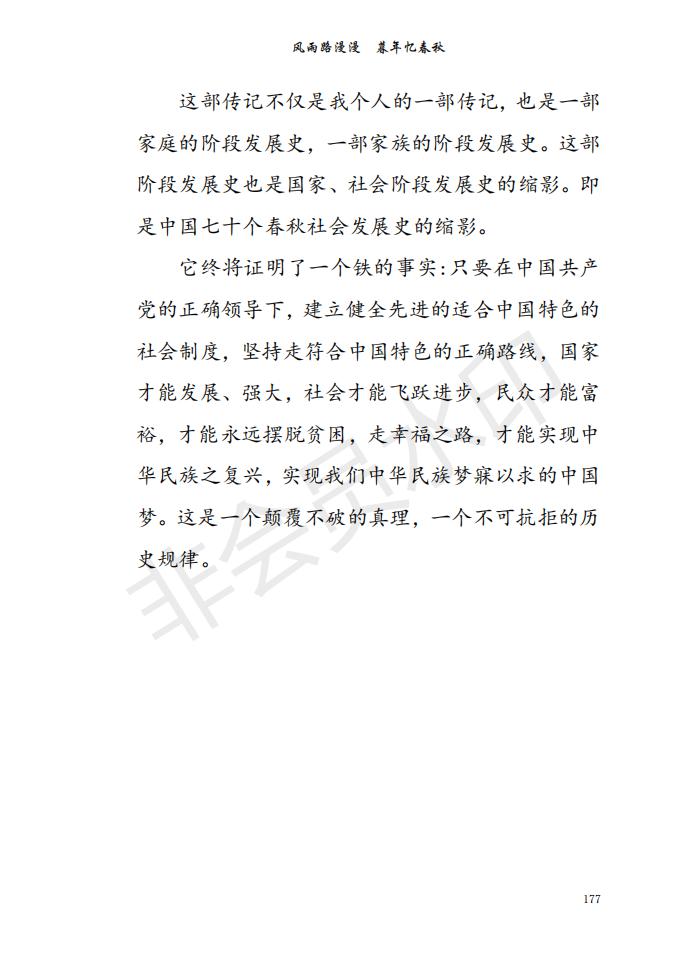 风雨路漫漫　暮年忆春秋
这部传记不仅是我个人的一部传记，也是一部
家庭的阶段发展史，一部家族的阶段发展史。这部
阶段发展史也是国家、社会阶段发展史的缩影。即
是中国七十个春秋社会发展史的缩影。
它终将证明了一个铁的事实:只要在中国共产
党的正确领导下，建立健全先进的适合中国特色的
社会制度，坚持走符合中国特色的正确路线，国家
才能发展、强大，社会才能飞跃进步，民众才能富
裕，才能永远摆脱贫困，走幸福之路，才能实现中
华民族之复兴，实现我们中华民族梦寐以求的中国
梦。这是一个颠覆不破的真理，一个不可抗拒的历
史规律。
非会员水印
177